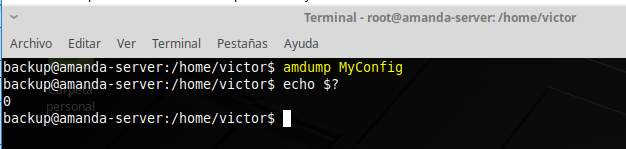 Terminal - root@amanda-server: /home/victor
Archivo Editar Ver Terminal Pestañas Ayuda
backup@amanda-server:/home/victor$ amdump MyConfig
backup@amanda-server:/home/victor$ echo $?
Carpeta
0
personal
backup@amanda-server:/home/victor$